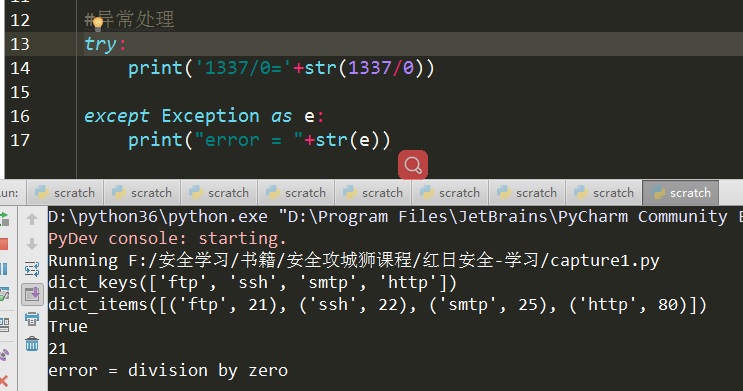 12 #异常处理
13 try:
14 print('1337/0='+str(1337/0))
15
16 except Exception as e:
17 print("error = "+str(e))
un: scratch scratch scratch scratch scratch scratch scratch scratch scratch
D:\python36\python.exe "D:\Program Files\JetBrains\PyCharm Community E
PyDev console: starting.
Running F:/安全学习/书籍/安全攻城狮课程/红日安全-学习/capture1.py
dict_keys(['ftp', 'ssh', 'smtp', 'http'])
dict_items([('ftp', 21), ('ssh', 22), ('smtp', 25), ('http', 80)])
True
21
error = division by zero